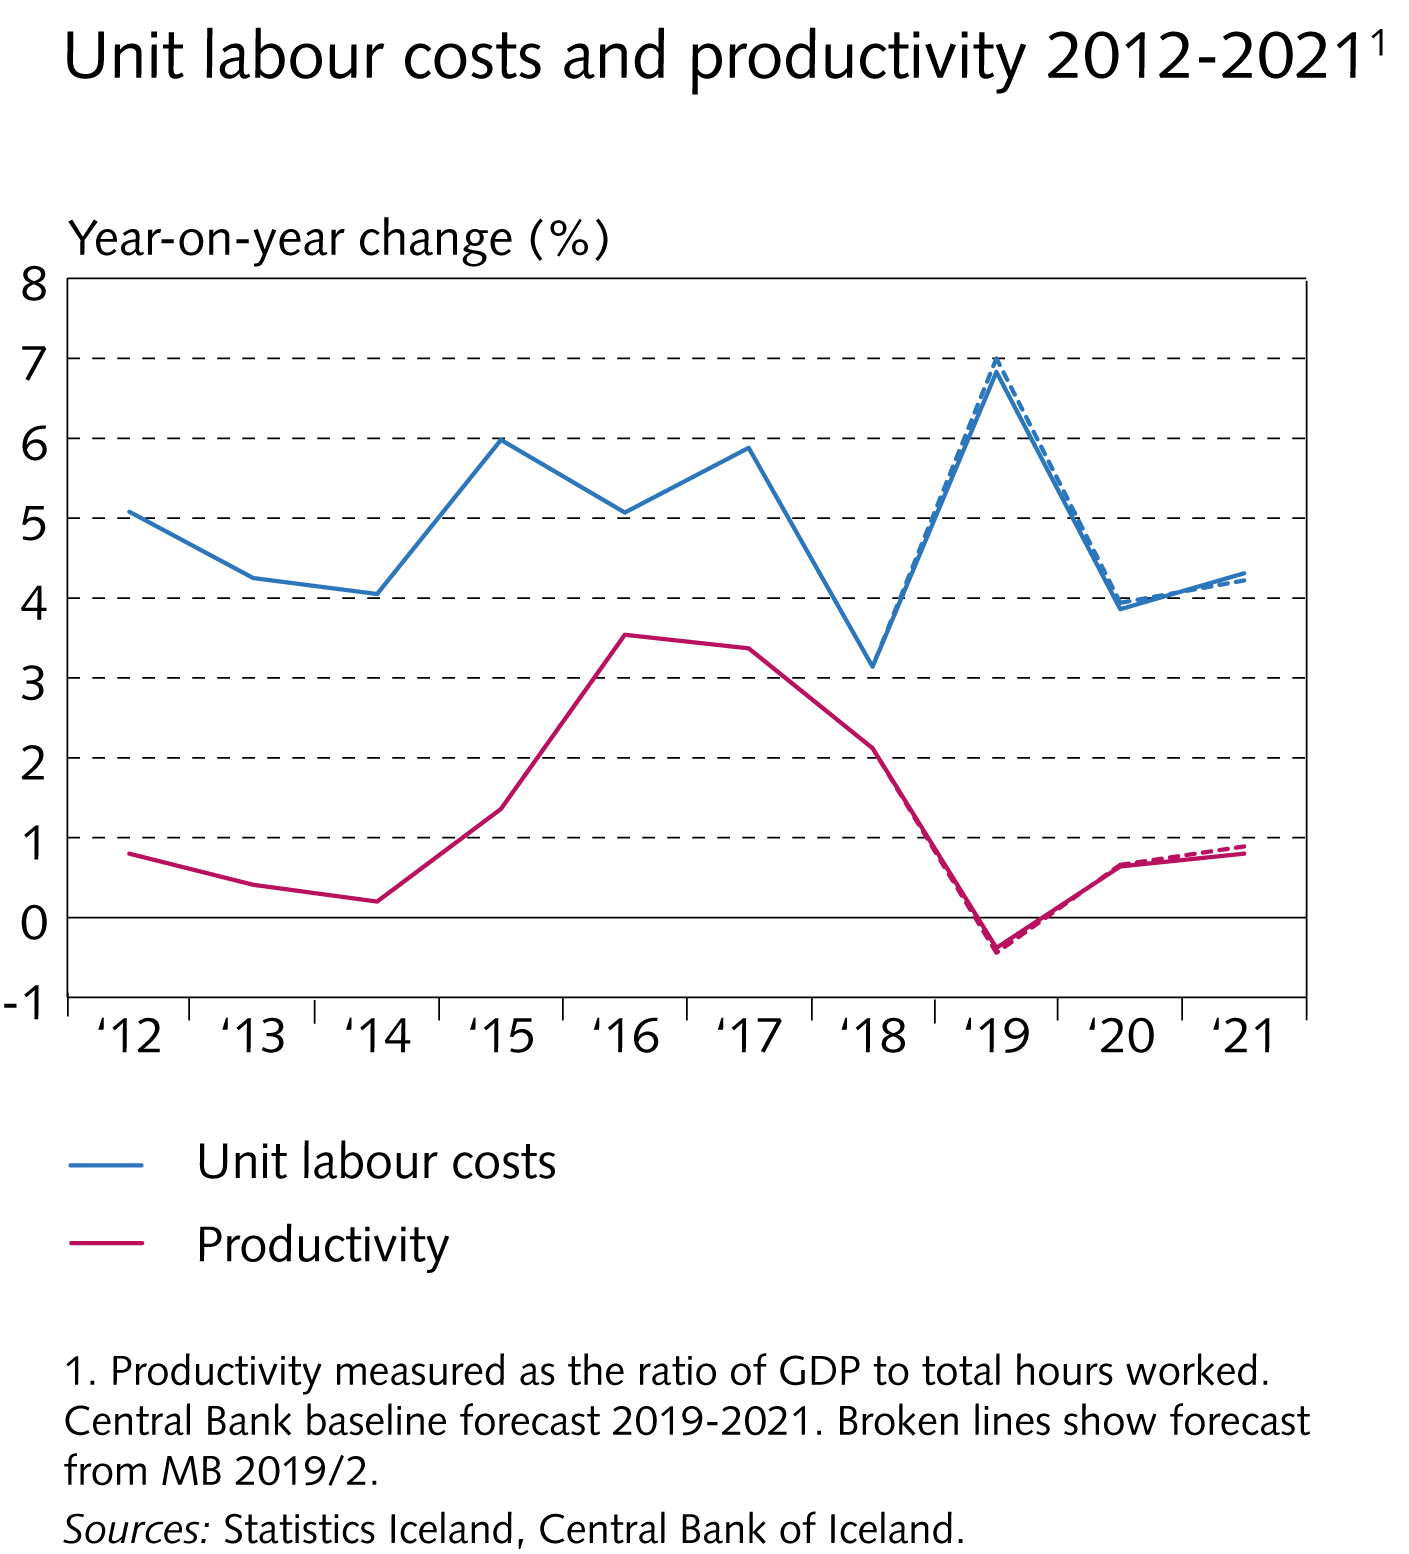 Unit labour costs and productivity 2012-2021¹
Year-on-year change (%)
8
7
6
5
4
3
2
1
0
-1
‘12 ‘13 ‘14 ‘15 ‘16 ‘17 ‘18 ‘19 ‘20 ‘21
Unit labour costs
Productivity
1. Productivity measured as the ratio of GDP to total hours worked.
Central Bank baseline forecast 2019-2021. Broken lines show forecast
from MB 2019/2.
Sources: Statistics Iceland, Central Bank of Iceland.